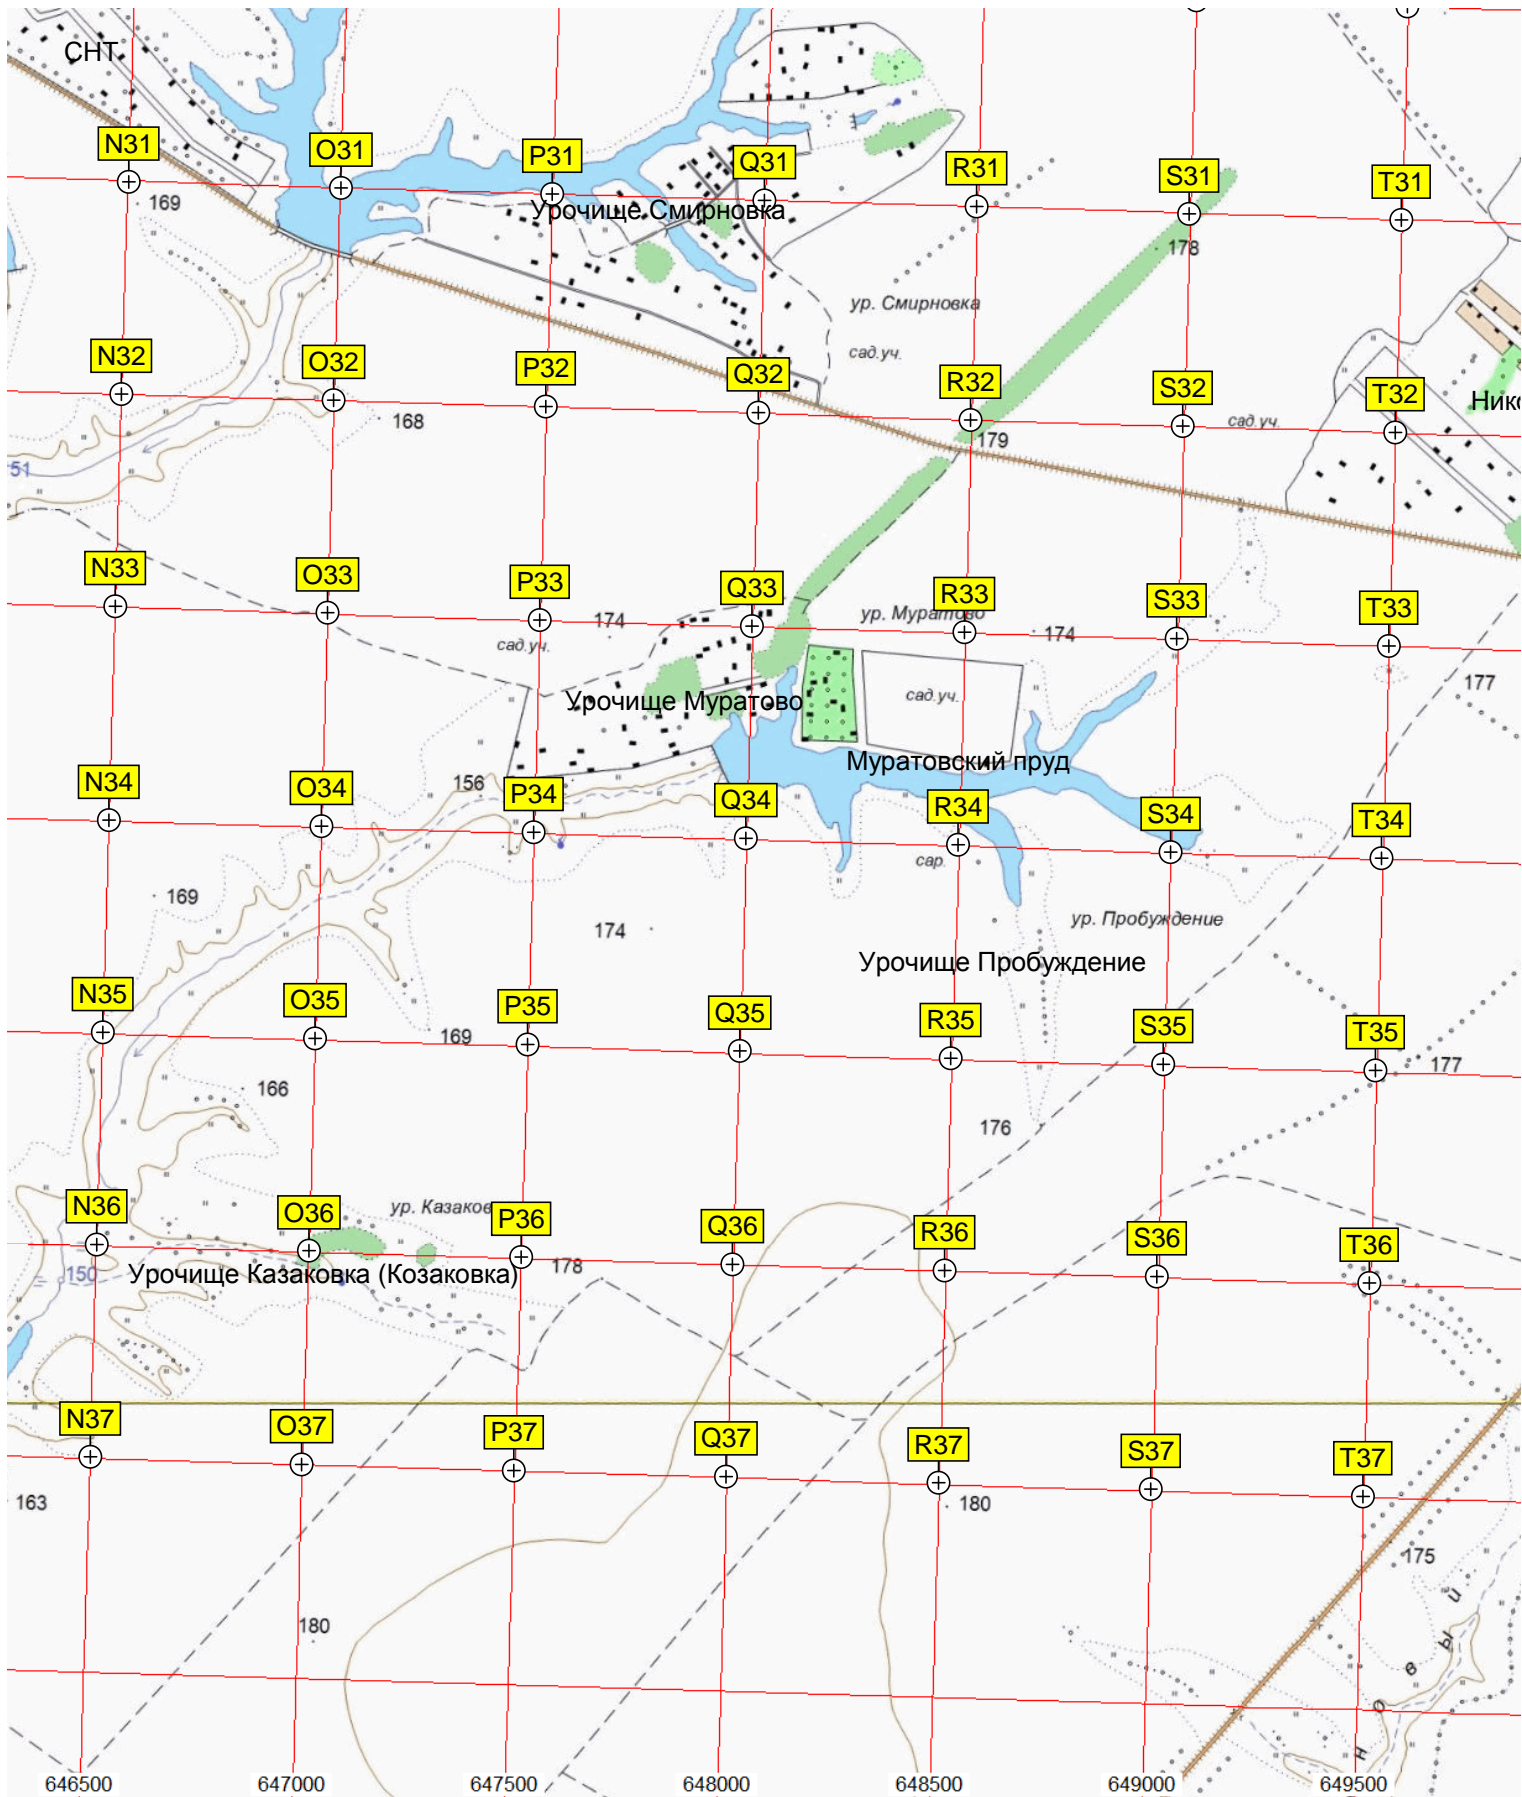 СНТ
N31
O31
P31
Q31
R31
S31
T31
169
Урочище Смирновка
178
ур. Смирновка
сад.уч.
N32
O32
P32
Q32
R32
S32
T32
Нико
168
179
сад.уч.
51
N33
O33
P33
Q33
R33
S33
T33
174
ур. Муратово
174
сад.уч.
177
Урочище Муратово
сад.уч.
Муратовский пруд
156
N34
O34
P34
Q34
R34
S34
T34
сар.
169
174
ур. Пробуждение
Урочище Пробуждение
N35
O35
P35
Q35
R35
S35
T35
169
177
166
176
ур. Казаков
N36
O36
P36
Q36
R36
S36
T36
150
Урочище Казаковка (Козаковка)
178
N37
O37
P37
Q37
R37
S37
T37
163
180
175
180
н о в ы й
646500
647000
647500
648000
648500
649000
649500